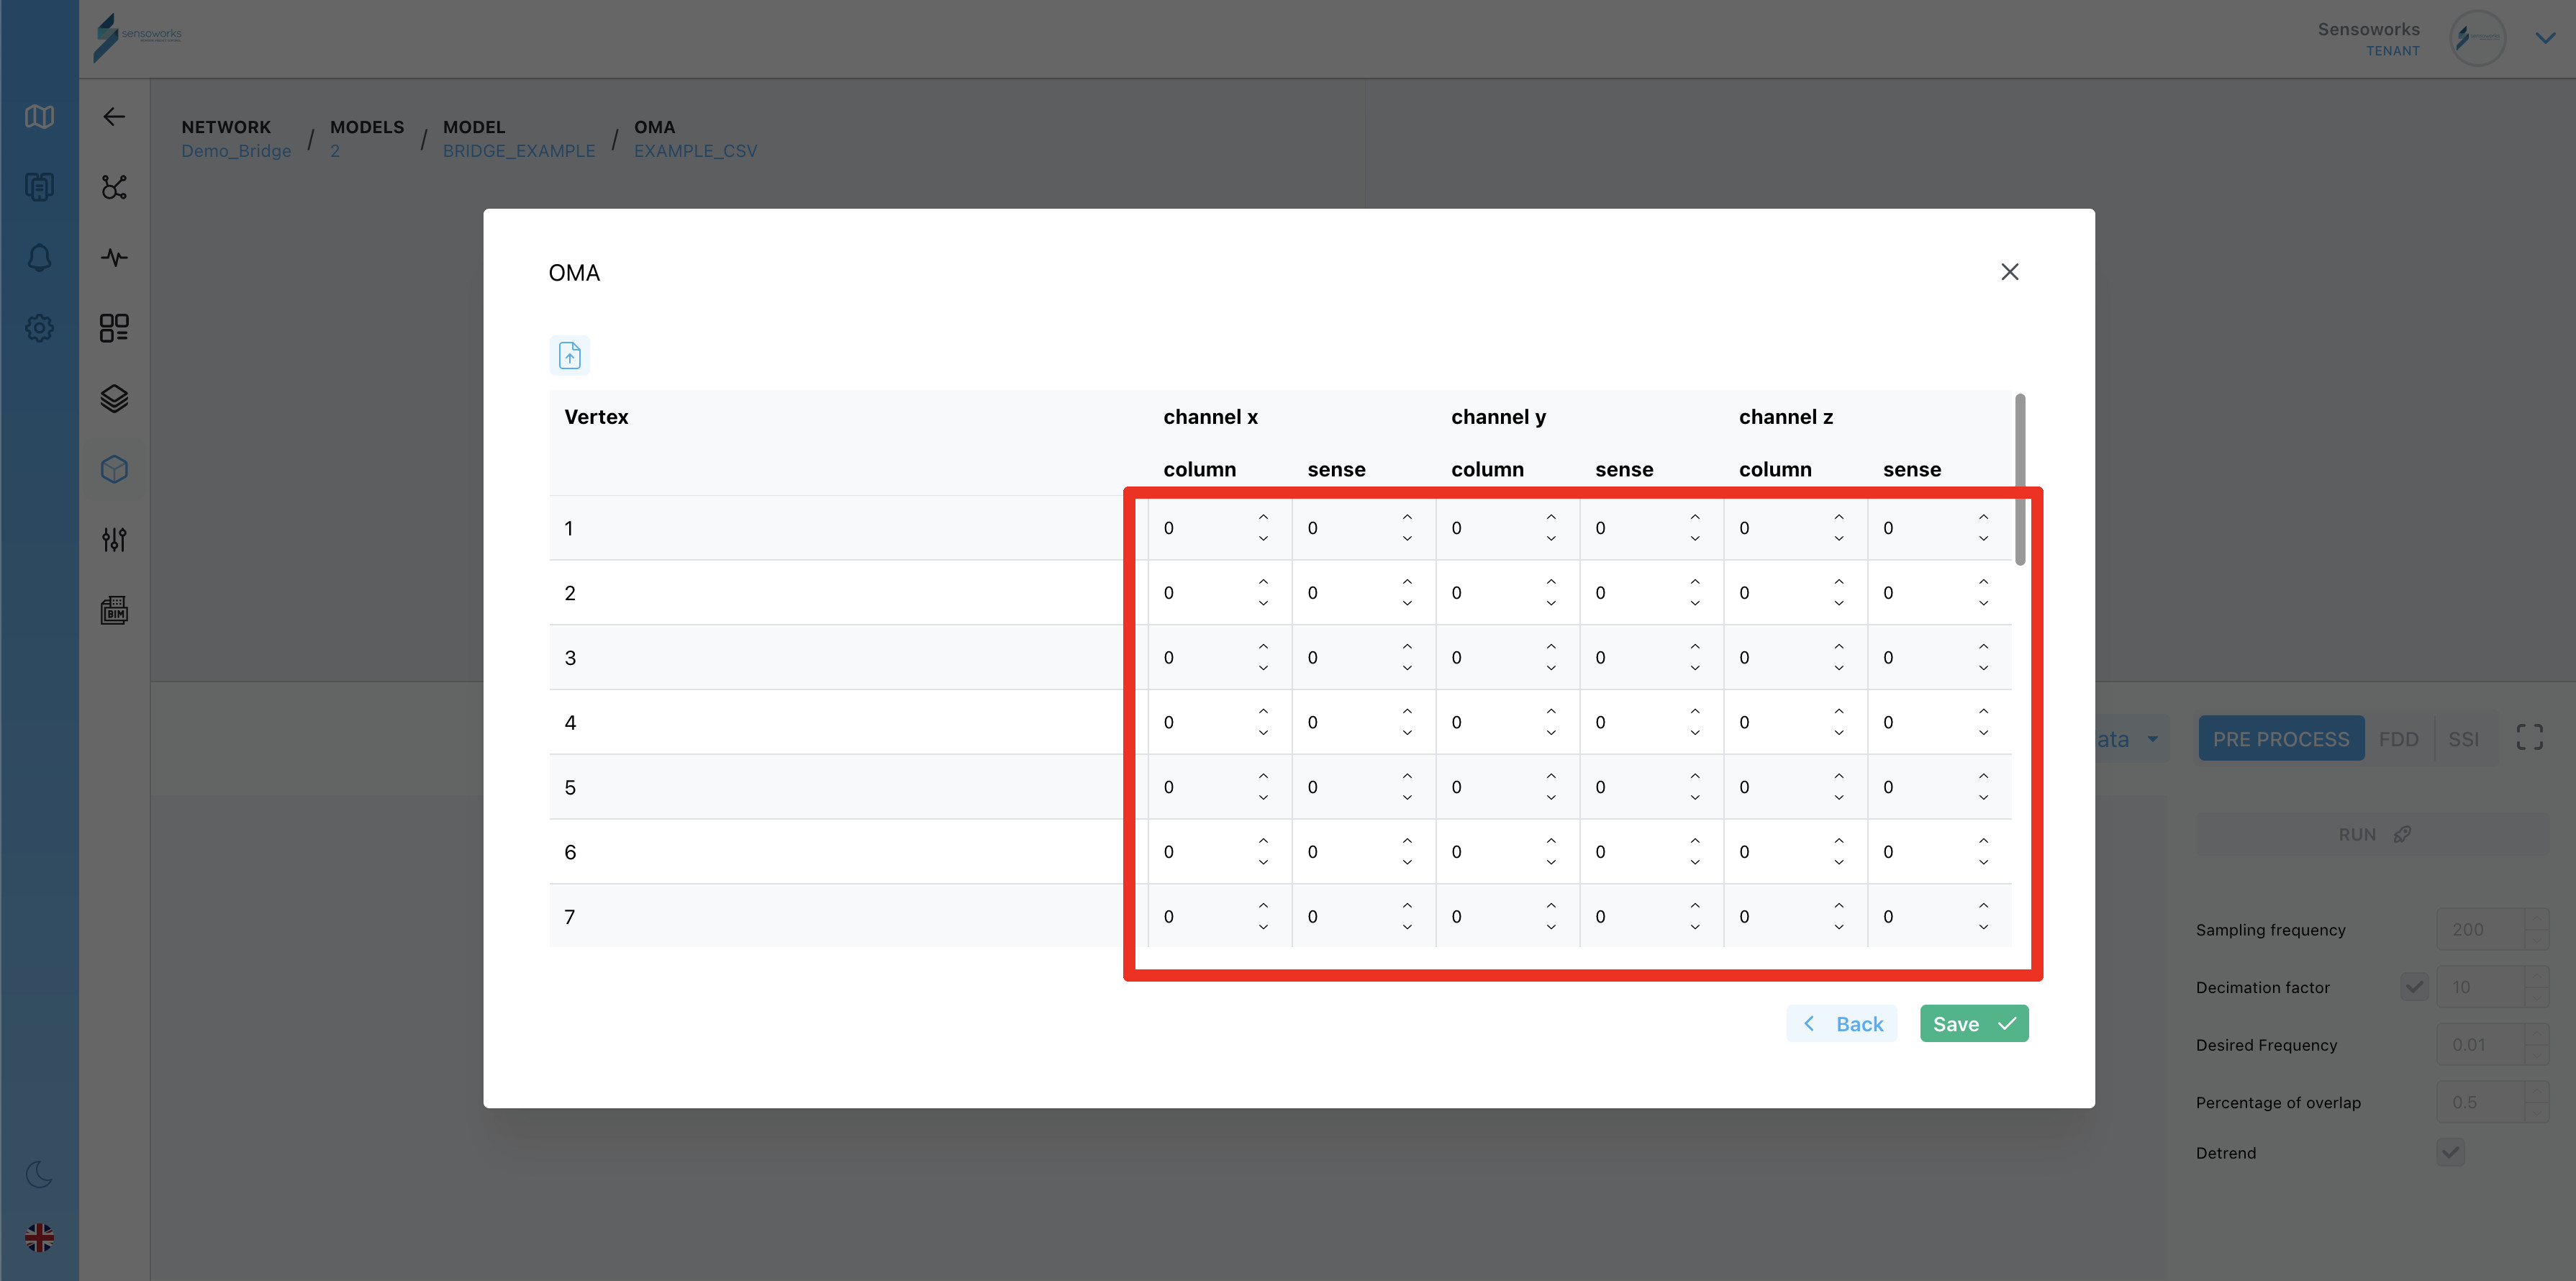 sensoworks
Sensoworks
TENANT
NETWORK / MODELS / MODEL / OMA
Demo_Bridge 2 BRIDGE_EXAMPLE EXAMPLE_CSV
OMA
Vertex channel x channel y channel z
column sense column sense column sense
1 0 0 0 0 0 0
2 0 0 0 0 0 0
3 0 0 0 0 0 0
4 0 0 0 0 0 0
5 0 0 0 0 0 0
6 0 0 0 0 0 0
7 0 0 0 0 0 0
Back Save
ata PRE PROCESS FDD SSI
RUN
Sampling frequency 200
Decimation factor 10
Desired Frequency 0.01
Percentage of overlap 0.5
Detrend
BIM